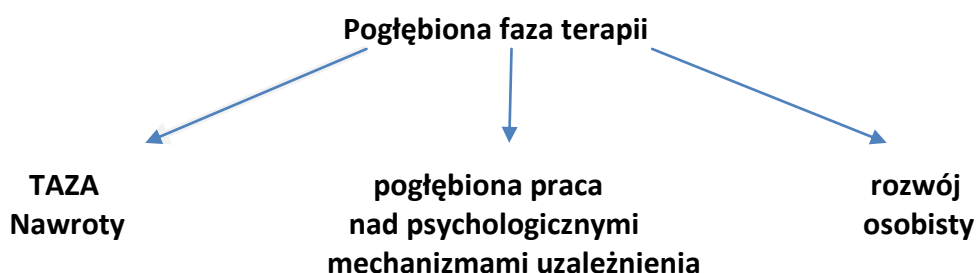 Pogłębiona faza terapii
TAZA
Nawroty
pogłębiona praca
nad psychologicznymi
mechanizmami uzależnienia
rozwój
osobisty